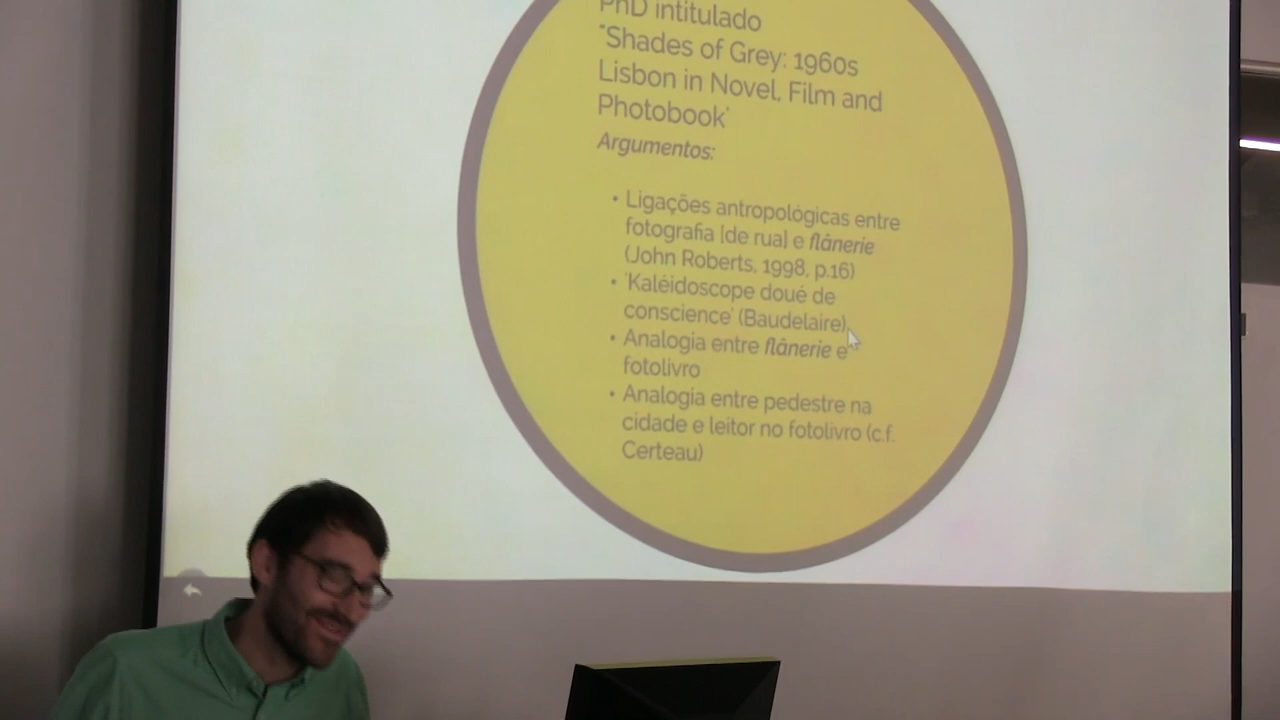 PhD intitulado
"Shades of Grey: 1960s
Lisbon in Novel, Film and
Photobook"
Argumentos:
• Ligações antropológicas entre
fotografia [de rua] e flânerie
(John Roberts, 1998, p.16)
• 'Kaléidoscope doué de
conscience' (Baudelaire)
• Analogia entre flânerie e
fotolivro
• Analogia entre pedestre na
cidade e leitor no fotolivro (c.f.
Certeau)